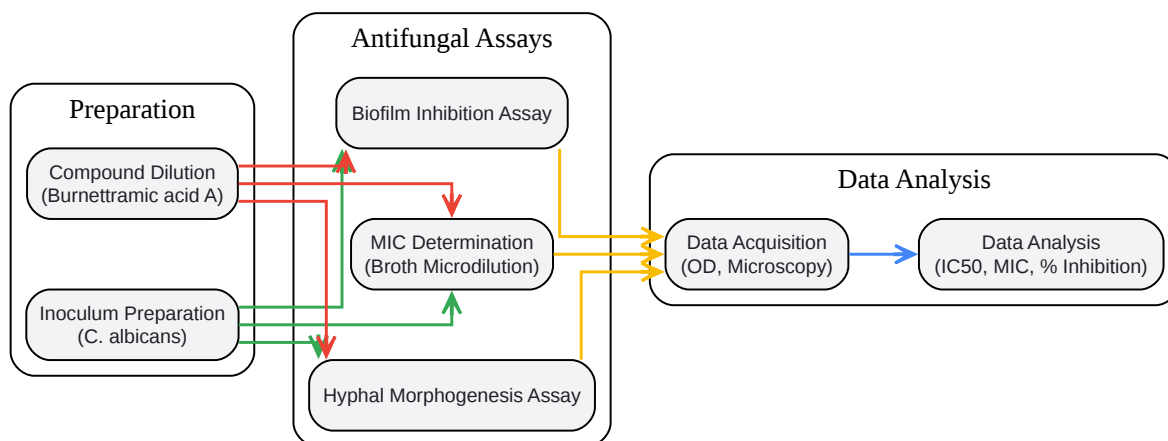 Preparation
Compound Dilution
(Burnettramic acid A)
Inoculum Preparation
(C. albicans)
Antifungal Assays
Biofilm Inhibition Assay
MIC Determination
(Broth Microdilution)
Hyphal Morphogenesis Assay
Data Analysis
Data Acquisition
(OD, Microscopy)
Data Analysis
(IC50, MIC, % Inhibition)